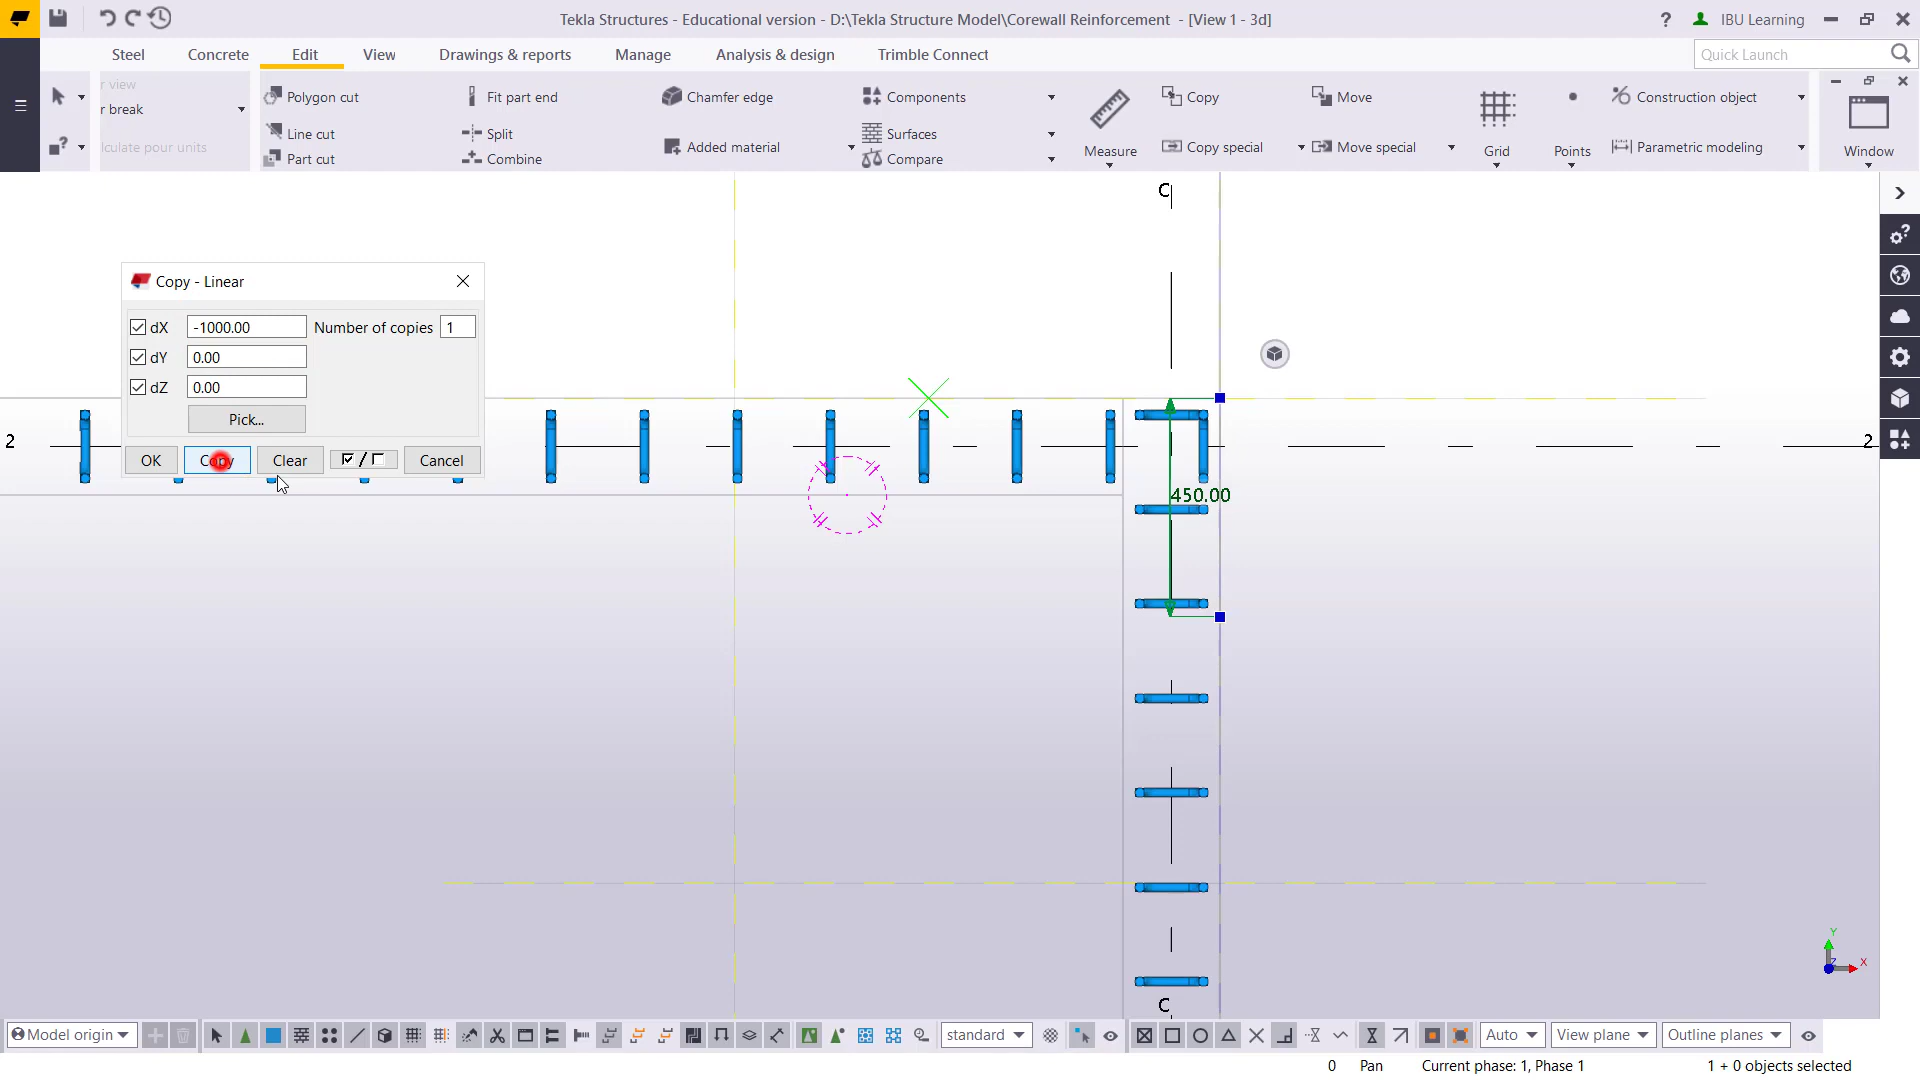 Tekla Structures - Educational version - D:\Tekla Structure Model\Corewall Reinforcement - [View 1 - 3d]
? IBU Learning
Steel Concrete Edit View Drawings & reports Manage Analysis & design Trimble Connect
Quick Launch
r view
r break
lculate pour units
Polygon cut
Line cut
Part cut
Fit part end
Split
Combine
Chamfer edge
Added material
Components
Surfaces
Compare
Measure
Copy
Copy special
Move
Move special
Grid
Points
Construction object
Parametric modeling
Window
C
Copy - Linear
dX -1000.00 Number of copies 1
dY 0.00
dZ 0.00
Pick...
OK Copy Clear / Cancel
2
2
450.00
C
Y
Z
X
Model origin
standard
Auto
View plane
Outline planes
0 Pan Current phase: 1, Phase 1 1 + 0 objects selected